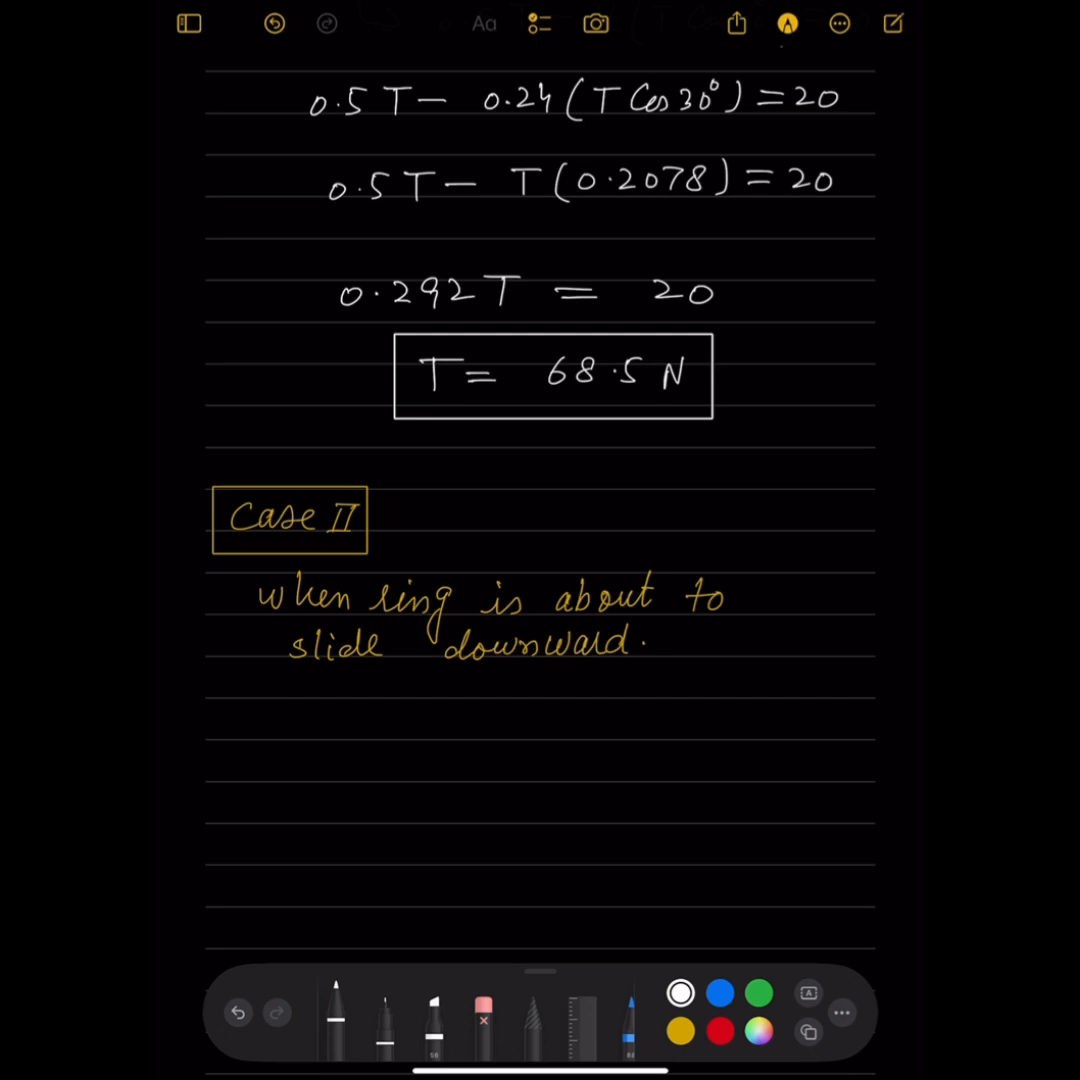 Aa
0.5 T - 0.24 (T Cos 30°) = 20
0.5 T - T (0.2078) = 20
0.292 T = 20
T = 68.5 N
Case II
when ring is about to
slide downward.